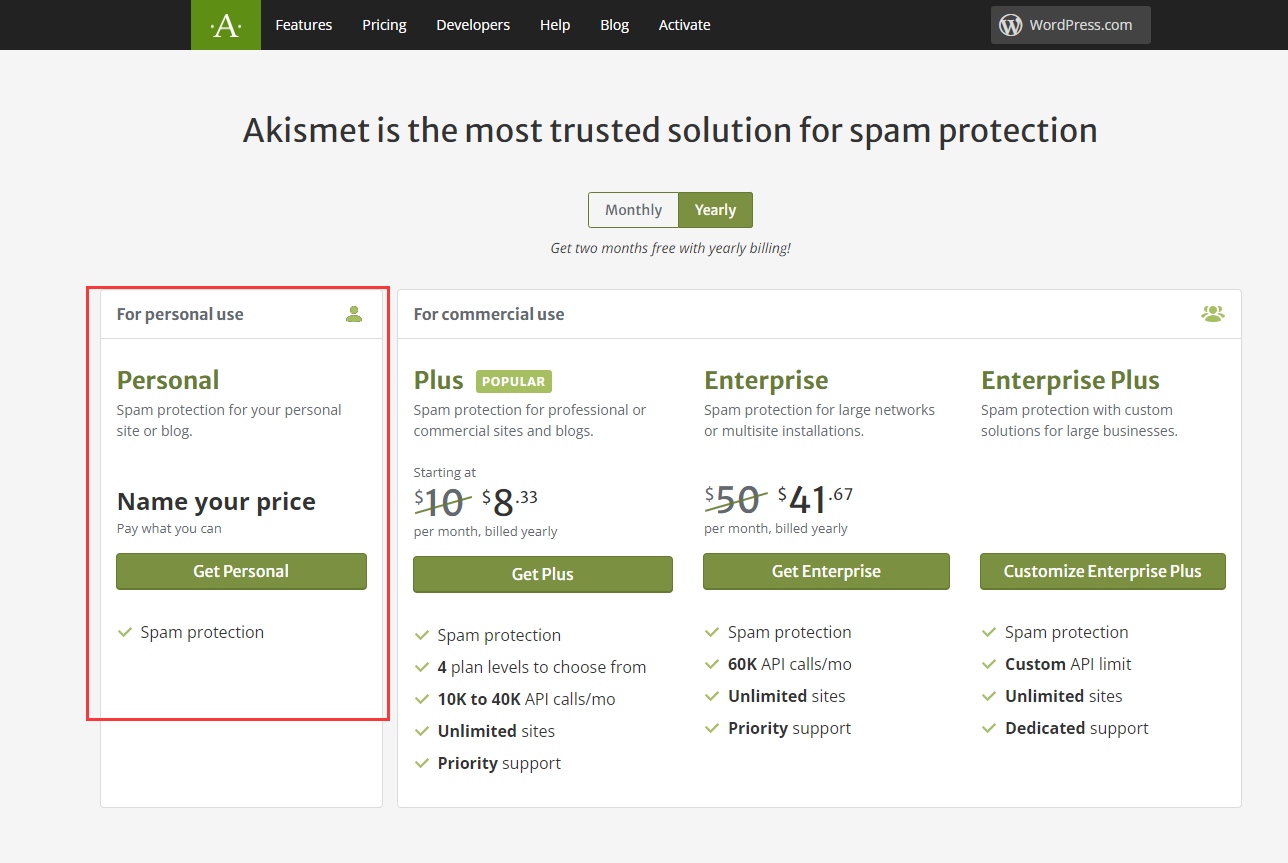 ·A· Features Pricing Developers Help Blog Activate WordPress.com
Akismet is the most trusted solution for spam protection
Monthly Yearly
Get two months free with yearly billing!
For personal use
Personal
Spam protection for your personal
site or blog.
Name your price
Pay what you can
Get Personal
Spam protection
For commercial use
Plus POPULAR
Spam protection for professional or
commercial sites and blogs.
Starting at
$10 $8.33
per month, billed yearly
Get Plus
Spam protection
4 plan levels to choose from
10K to 40K API calls/mo
Unlimited sites
Priority support
Enterprise
Spam protection for large networks
or multisite installations.
$50 $41.67
per month, billed yearly
Get Enterprise
Spam protection
60K API calls/mo
Unlimited sites
Priority support
Enterprise Plus
Spam protection with custom
solutions for large businesses.
Customize Enterprise Plus
Spam protection
Custom API limit
Unlimited sites
Dedicated support